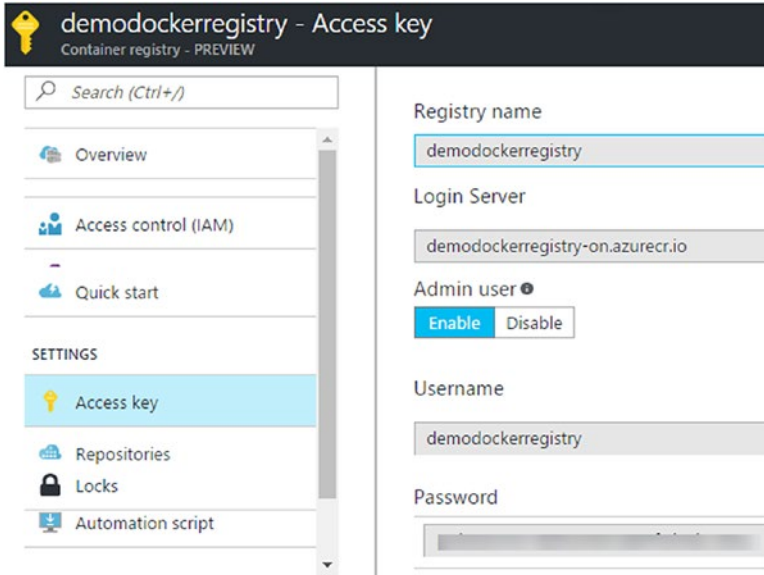 demodockerregistry - Access key
Container registry - PREVIEW
Search (Ctrl+/)
Overview
Access control (IAM)
Quick start
SETTINGS
Access key
Repositories
Locks
Automation script
Registry name
demodockerregistry
Login Server
demodockerregistry-on.azurecr.io
Admin user
Enable Disable
Username
demodockerregistry
Password